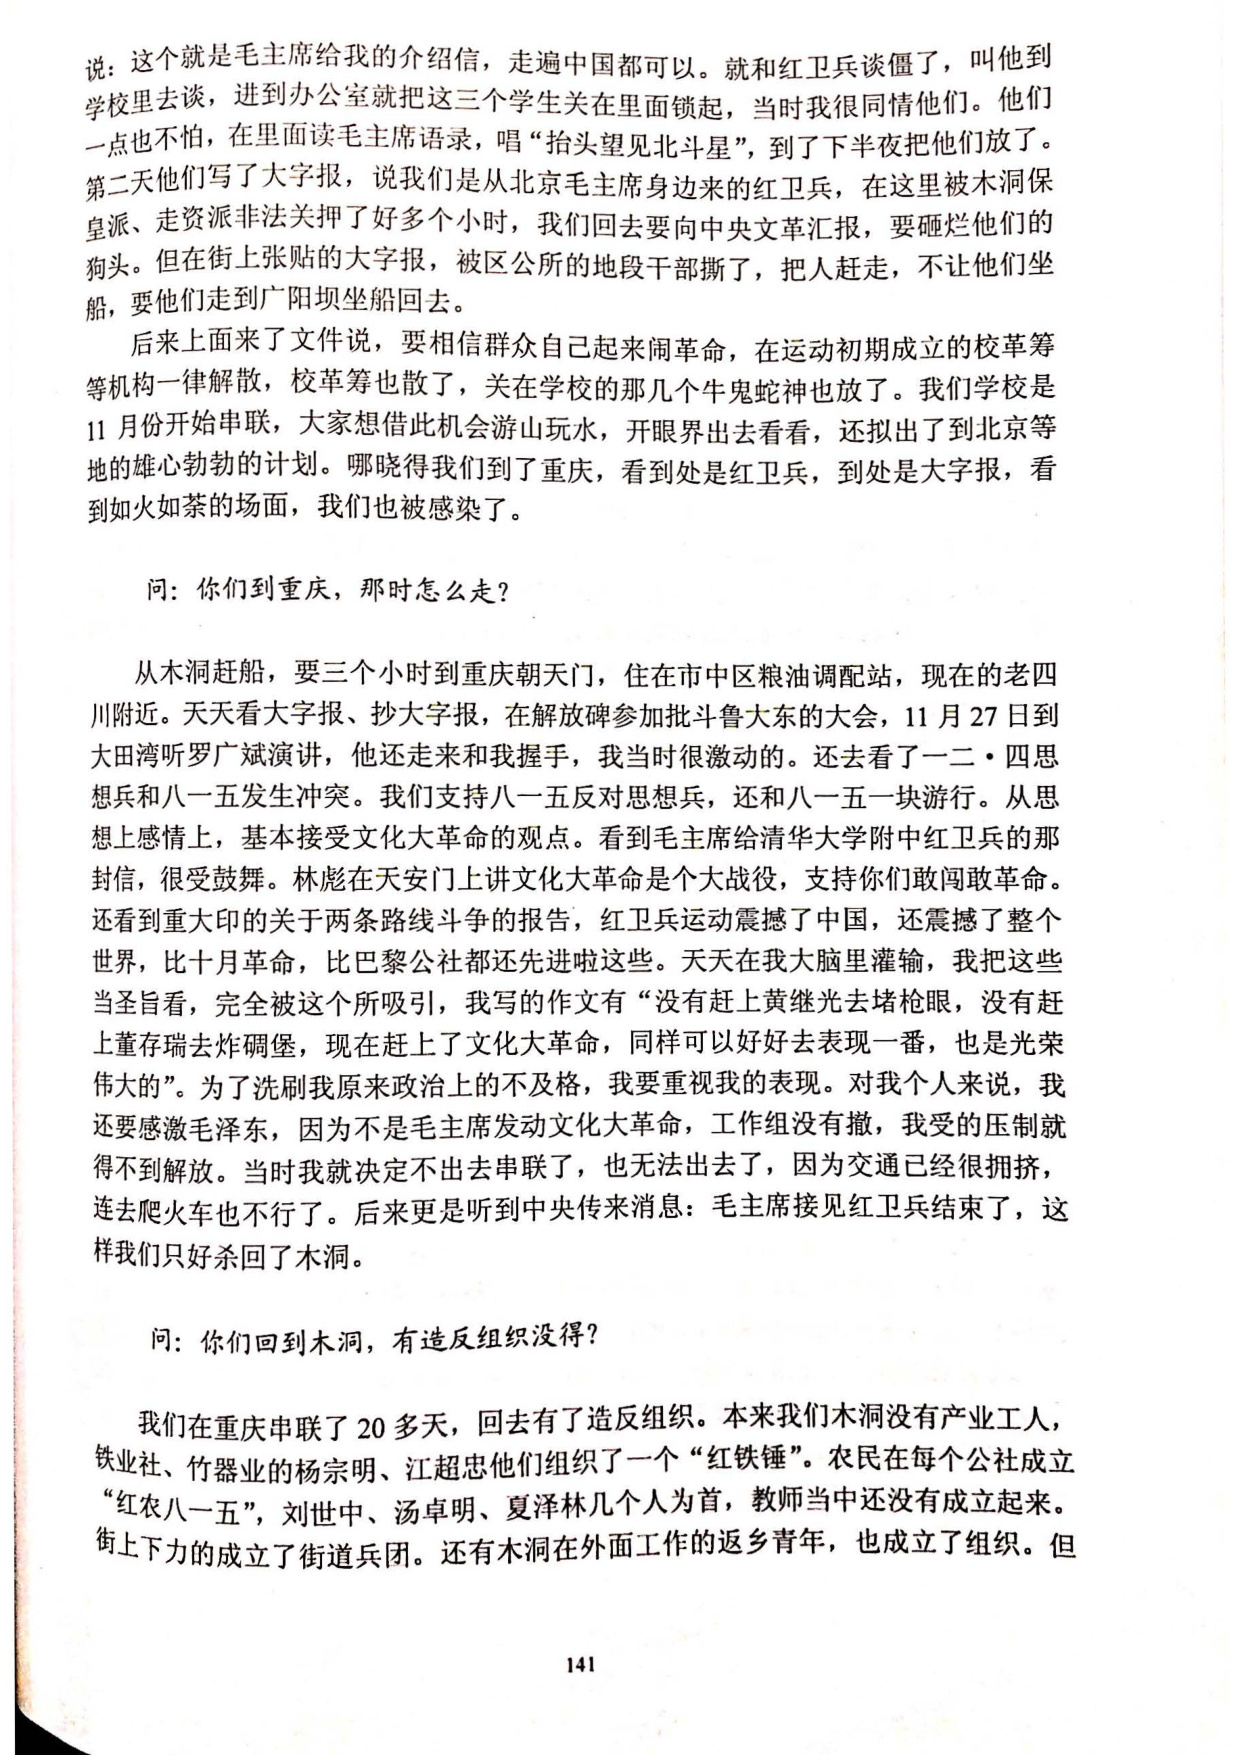 说：这个就是毛主席给我的介绍信，走遍中国都可以。就和红卫兵谈僵了，叫他到
学校里去谈，进到办公室就把这三个学生关在里面锁起，当时我很同情他们。他们
一点也不怕，在里面读毛主席语录，唱“抬头望见北斗星”，到了下半夜把他们放了。
第二天他们写了大字报，说我们是从北京毛主席身边来的红卫兵，在这里被木洞保
皇派、走资派非法关押了好多个小时，我们回去要向中央文革汇报，要砸烂他们的
狗头。但在街上张贴的大字报，被区公所的地段干部撕了，把人赶走，不让他们坐
船，要他们走到广阳坝坐船回去。
后来上面来了文件说，要相信群众自己起来闹革命，在运动初期成立的校革筹
等机构一律解散，校革筹也散了，关在学校的那几个牛鬼蛇神也放了。我们学校是
11 月份开始串联，大家想借此机会游山玩水，开眼界出去看看，还拟出了到北京等
地的雄心勃勃的计划。哪晓得我们到了重庆，看到处是红卫兵，到处是大字报，看
到如火如荼的场面，我们也被感染了。
问：你们到重庆，那时怎么走？
从木洞赶船，要三个小时到重庆朝天门，住在市中区粮油调配站，现在的老四
川附近。天天看大字报、抄大字报，在解放碑参加批斗鲁大东的大会，11 月 27 日到
大田湾听罗广斌演讲，他还走来和我握手，我当时很激动的。还去看了一二·四思
想兵和八一五发生冲突。我们支持八一五反对思想兵，还和八一五一块游行。从思
想上感情上，基本接受文化大革命的观点。看到毛主席给清华大学附中红卫兵的那
封信，很受鼓舞。林彪在天安门上讲文化大革命是个大战役，支持你们敢闯敢革命。
还看到重大印的关于两条路线斗争的报告，红卫兵运动震撼了中国，还震撼了整个
世界，比十月革命，比巴黎公社都还先进啦这些。天天在我大脑里灌输，我把这些
当圣旨看，完全被这个所吸引，我写的作文有“没有赶上黄继光去堵枪眼，没有赶
上董存瑞去炸碉堡，现在赶上了文化大革命，同样可以好好去表现一番，也是光荣
伟大的”。为了洗刷我原来政治上的不及格，我要重视我的表现。对我个人来说，我
还要感激毛泽东，因为不是毛主席发动文化大革命，工作组没有撤，我受的压制就
得不到解放。当时我就决定不出去串联了，也无法出去了，因为交通已经很拥挤，
连去爬火车也不行了。后来更是听到中央传来消息：毛主席接见红卫兵结束了，这
样我们只好杀回了木洞。
问：你们回到木洞，有造反组织没得？
我们在重庆串联了 20 多天，回去有了造反组织。本来我们木洞没有产业工人，
铁业社、竹器业的杨宗明、江超忠他们组织了一个“红铁锤”。农民在每个公社成立
“红农八一五”，刘世中、汤卓明、夏泽林几个人为首，教师当中还没有成立起来。
街上下力的成立了街道兵团。还有木洞在外面工作的返乡青年，也成立了组织。但
141